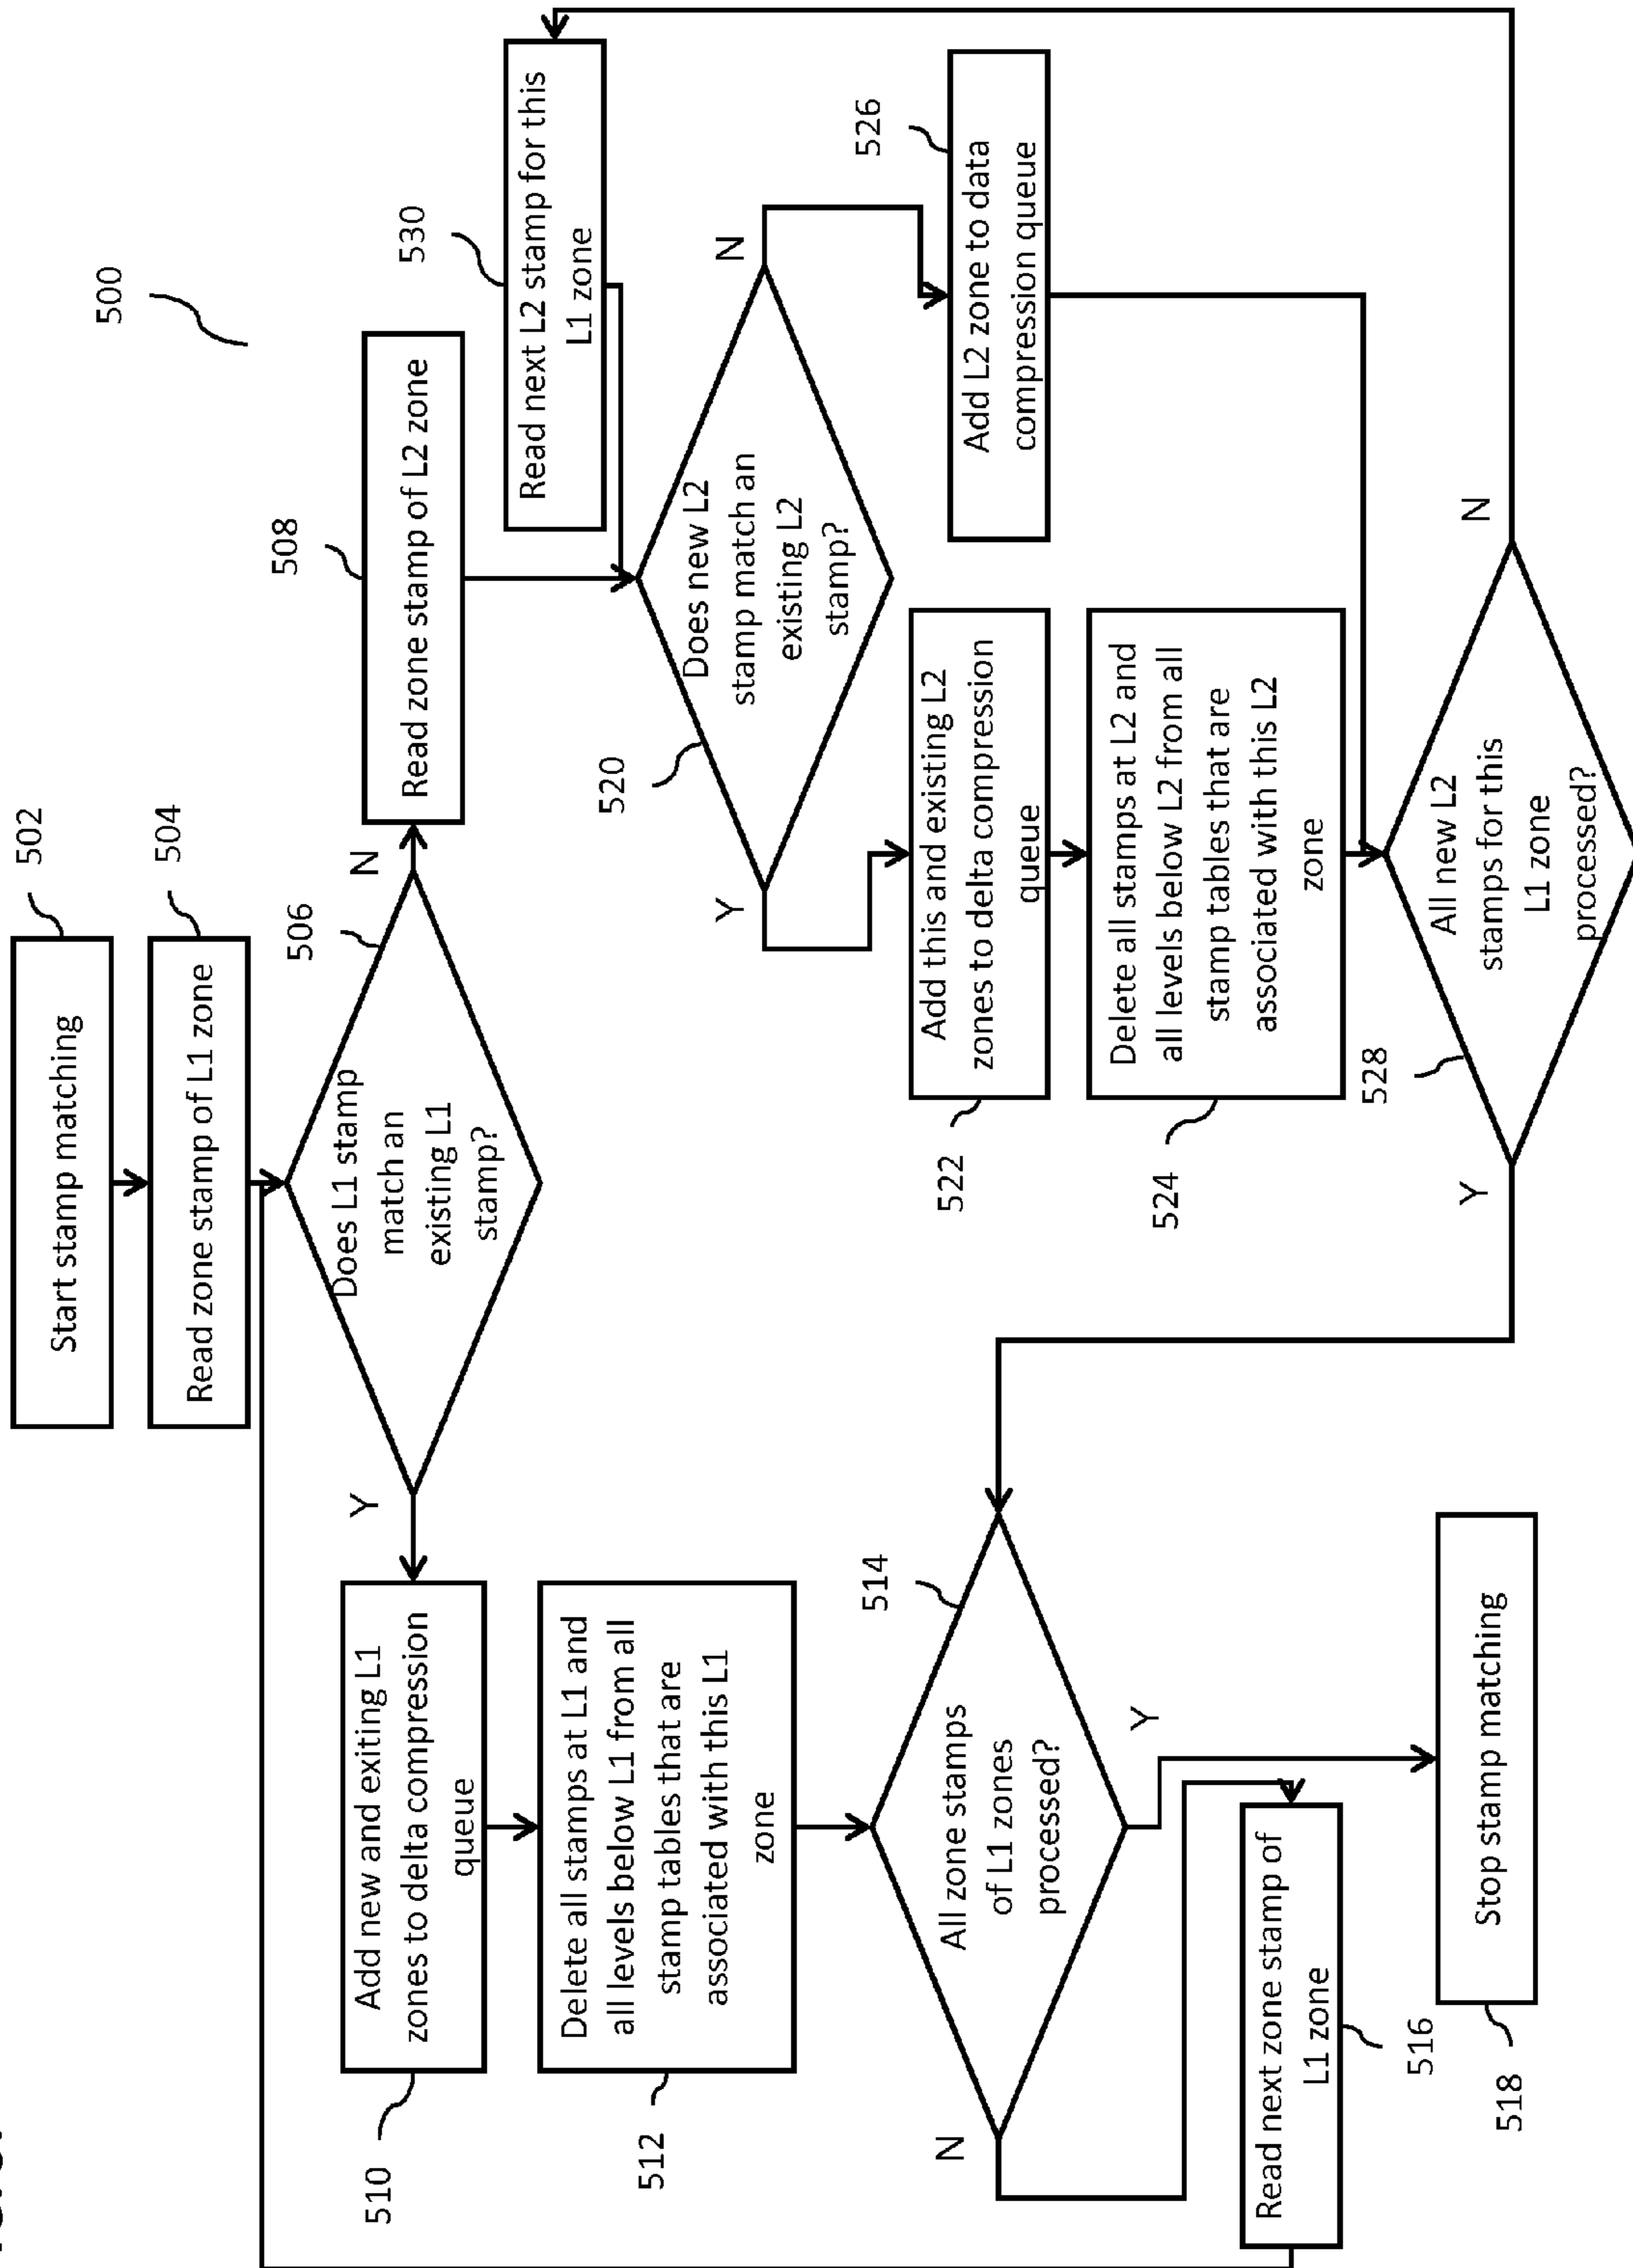 500
502
Start stamp matching
504
Read zone stamp of L1 zone
506
Does L1 stamp
match an
existing L1
stamp?
Y
N
508
Read zone stamp of L2 zone
530
Read next L2 stamp for this
L1 zone
510
Add new and exiting L1
zones to delta compression
queue
512
Delete all stamps at L1 and
all levels below L1 from all
stamp tables that are
associated with this L1
zone
520
Does new L2
stamp match an
existing L2
stamp?
Y
N
522
Add this and existing L2
zones to delta compression
queue
526
Add L2 zone to data
compression queue
524
Delete all stamps at L2 and
all levels below L2 from all
stamp tables that are
associated with this L2
zone
514
All zone stamps
of L1 zones
processed?
N
Y
528
All new L2
stamps for this
L1 zone
processed?
Y
N
516
Read next zone stamp of
L1 zone
518
Stop stamp matching